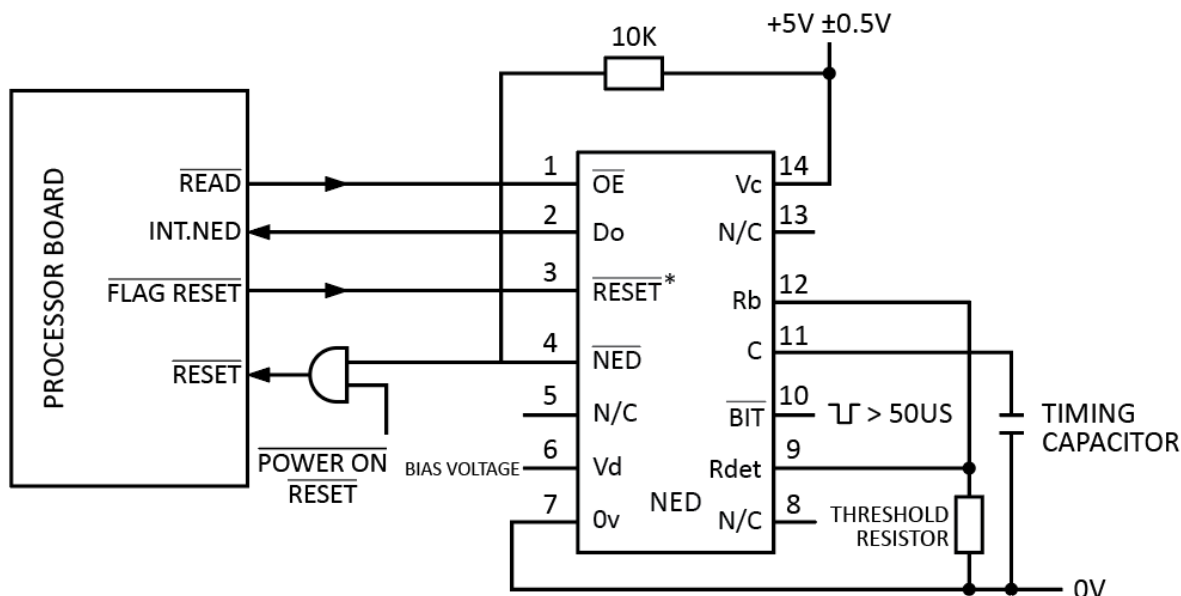 +5V ±0.5V
10K
PROCESSOR BOARD
READ
INT.NED
FLAG RESET
RESET
POWER ON
RESET
BIAS VOLTAGE
1
2
3
4
5
6
7
OE
Do
RESET*
NED
N/C
Vd
0v
NED
Vc
N/C
Rb
C
BIT
Rdet
N/C
14
13
12
11
10
9
8
> 50US
TIMING
CAPACITOR
THRESHOLD
RESISTOR
0V